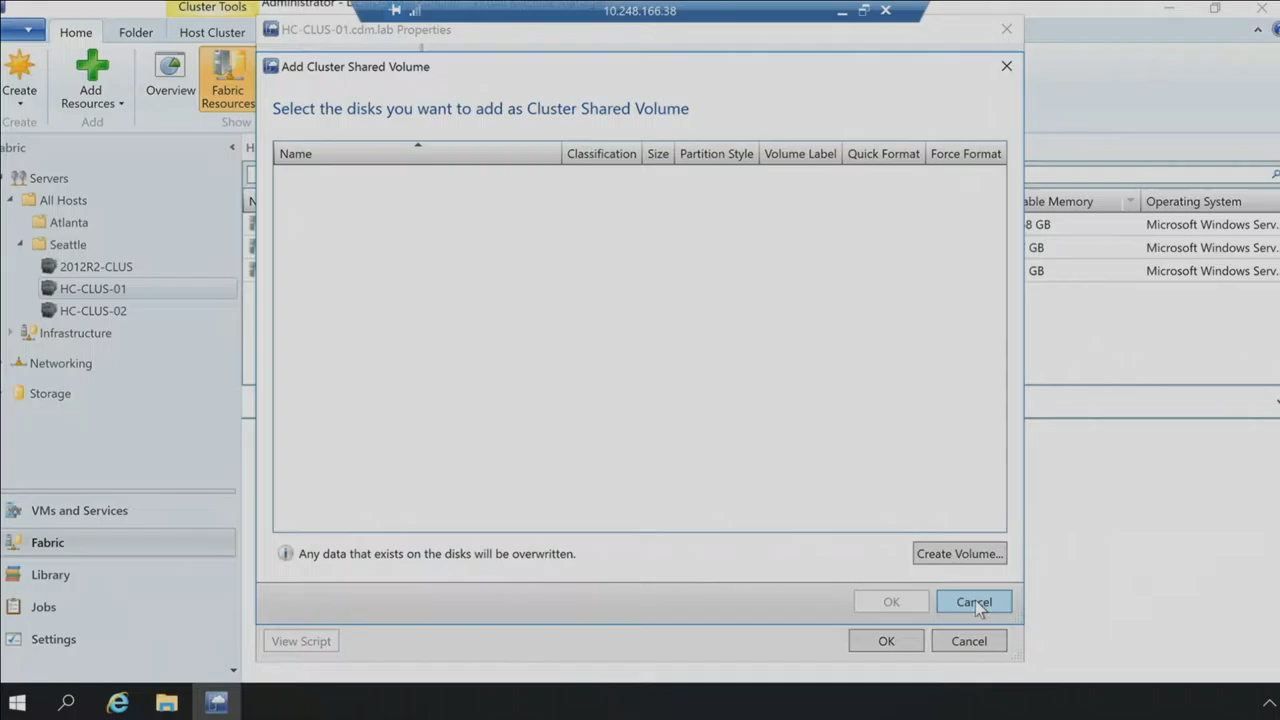 Cluster Tools
10.248.166.38
Home
Folder
Host Cluster
HC-CLUS-01.cdm.lab Properties
Create
Add
Resources
Overview
Fabric
Resources
Create
Add
Show
Add Cluster Shared Volume
Select the disks you want to add as Cluster Shared Volume
Name
Classification
Size
Partition Style
Volume Label
Quick Format
Force Format
abric
Servers
All Hosts
Atlanta
Seattle
2012R2-CLUS
HC-CLUS-01
HC-CLUS-02
Infrastructure
Networking
Storage
able Memory
Operating System
8 GB
Microsoft Windows Serv...
GB
Microsoft Windows Serv...
GB
Microsoft Windows Serv...
VMs and Services
Fabric
Library
Jobs
Settings
Any data that exists on the disks will be overwritten.
Create Volume...
OK
Cancel
View Script
OK
Cancel